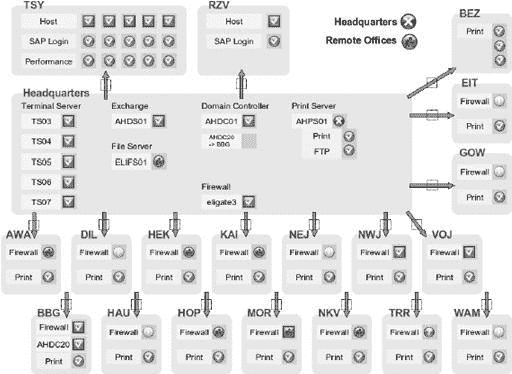 TSY
Host
SAP Login
Performance
RZV
Host
SAP Login
Headquarters
Remote Offices
BEZ
Print
Headquarters
Terminal Server
TS03
TS04
TS05
TS06
TS07
Exchange
AHDS01
File Server
ELIFS01
Domain Controller
AHDC01
AHDC20
-> BBG
Firewall
eligate3
Print Server
AHPS01
Print
FTP
EIT
Firewall
Print
GOW
Firewall
Print
AWA
Firewall
Print
DIL
Firewall
Print
HEK
Firewall
Print
KAI
Firewall
Print
NEJ
Firewall
Print
NWJ
Firewall
Print
VOJ
Firewall
Print
BBG
Firewall
AHDC20
Print
HAU
Firewall
Print
HOP
Firewall
Print
MOR
Firewall
Print
NKV
Firewall
Print
TRR
Firewall
Print
WAM
Firewall
Print